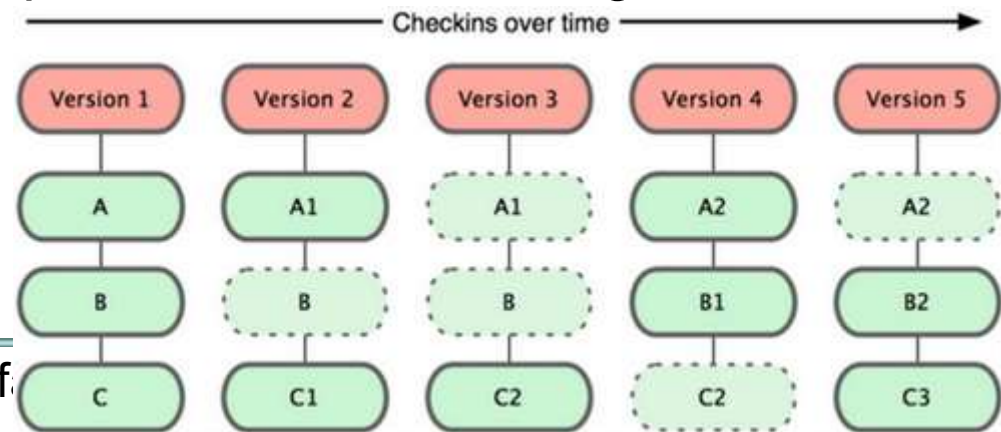 Checkins over time
Version 1 Version 2 Version 3 Version 4 Version 5
A A1 A1 A2 A2
B B B B1 B2
C C1 C2 C2 C3